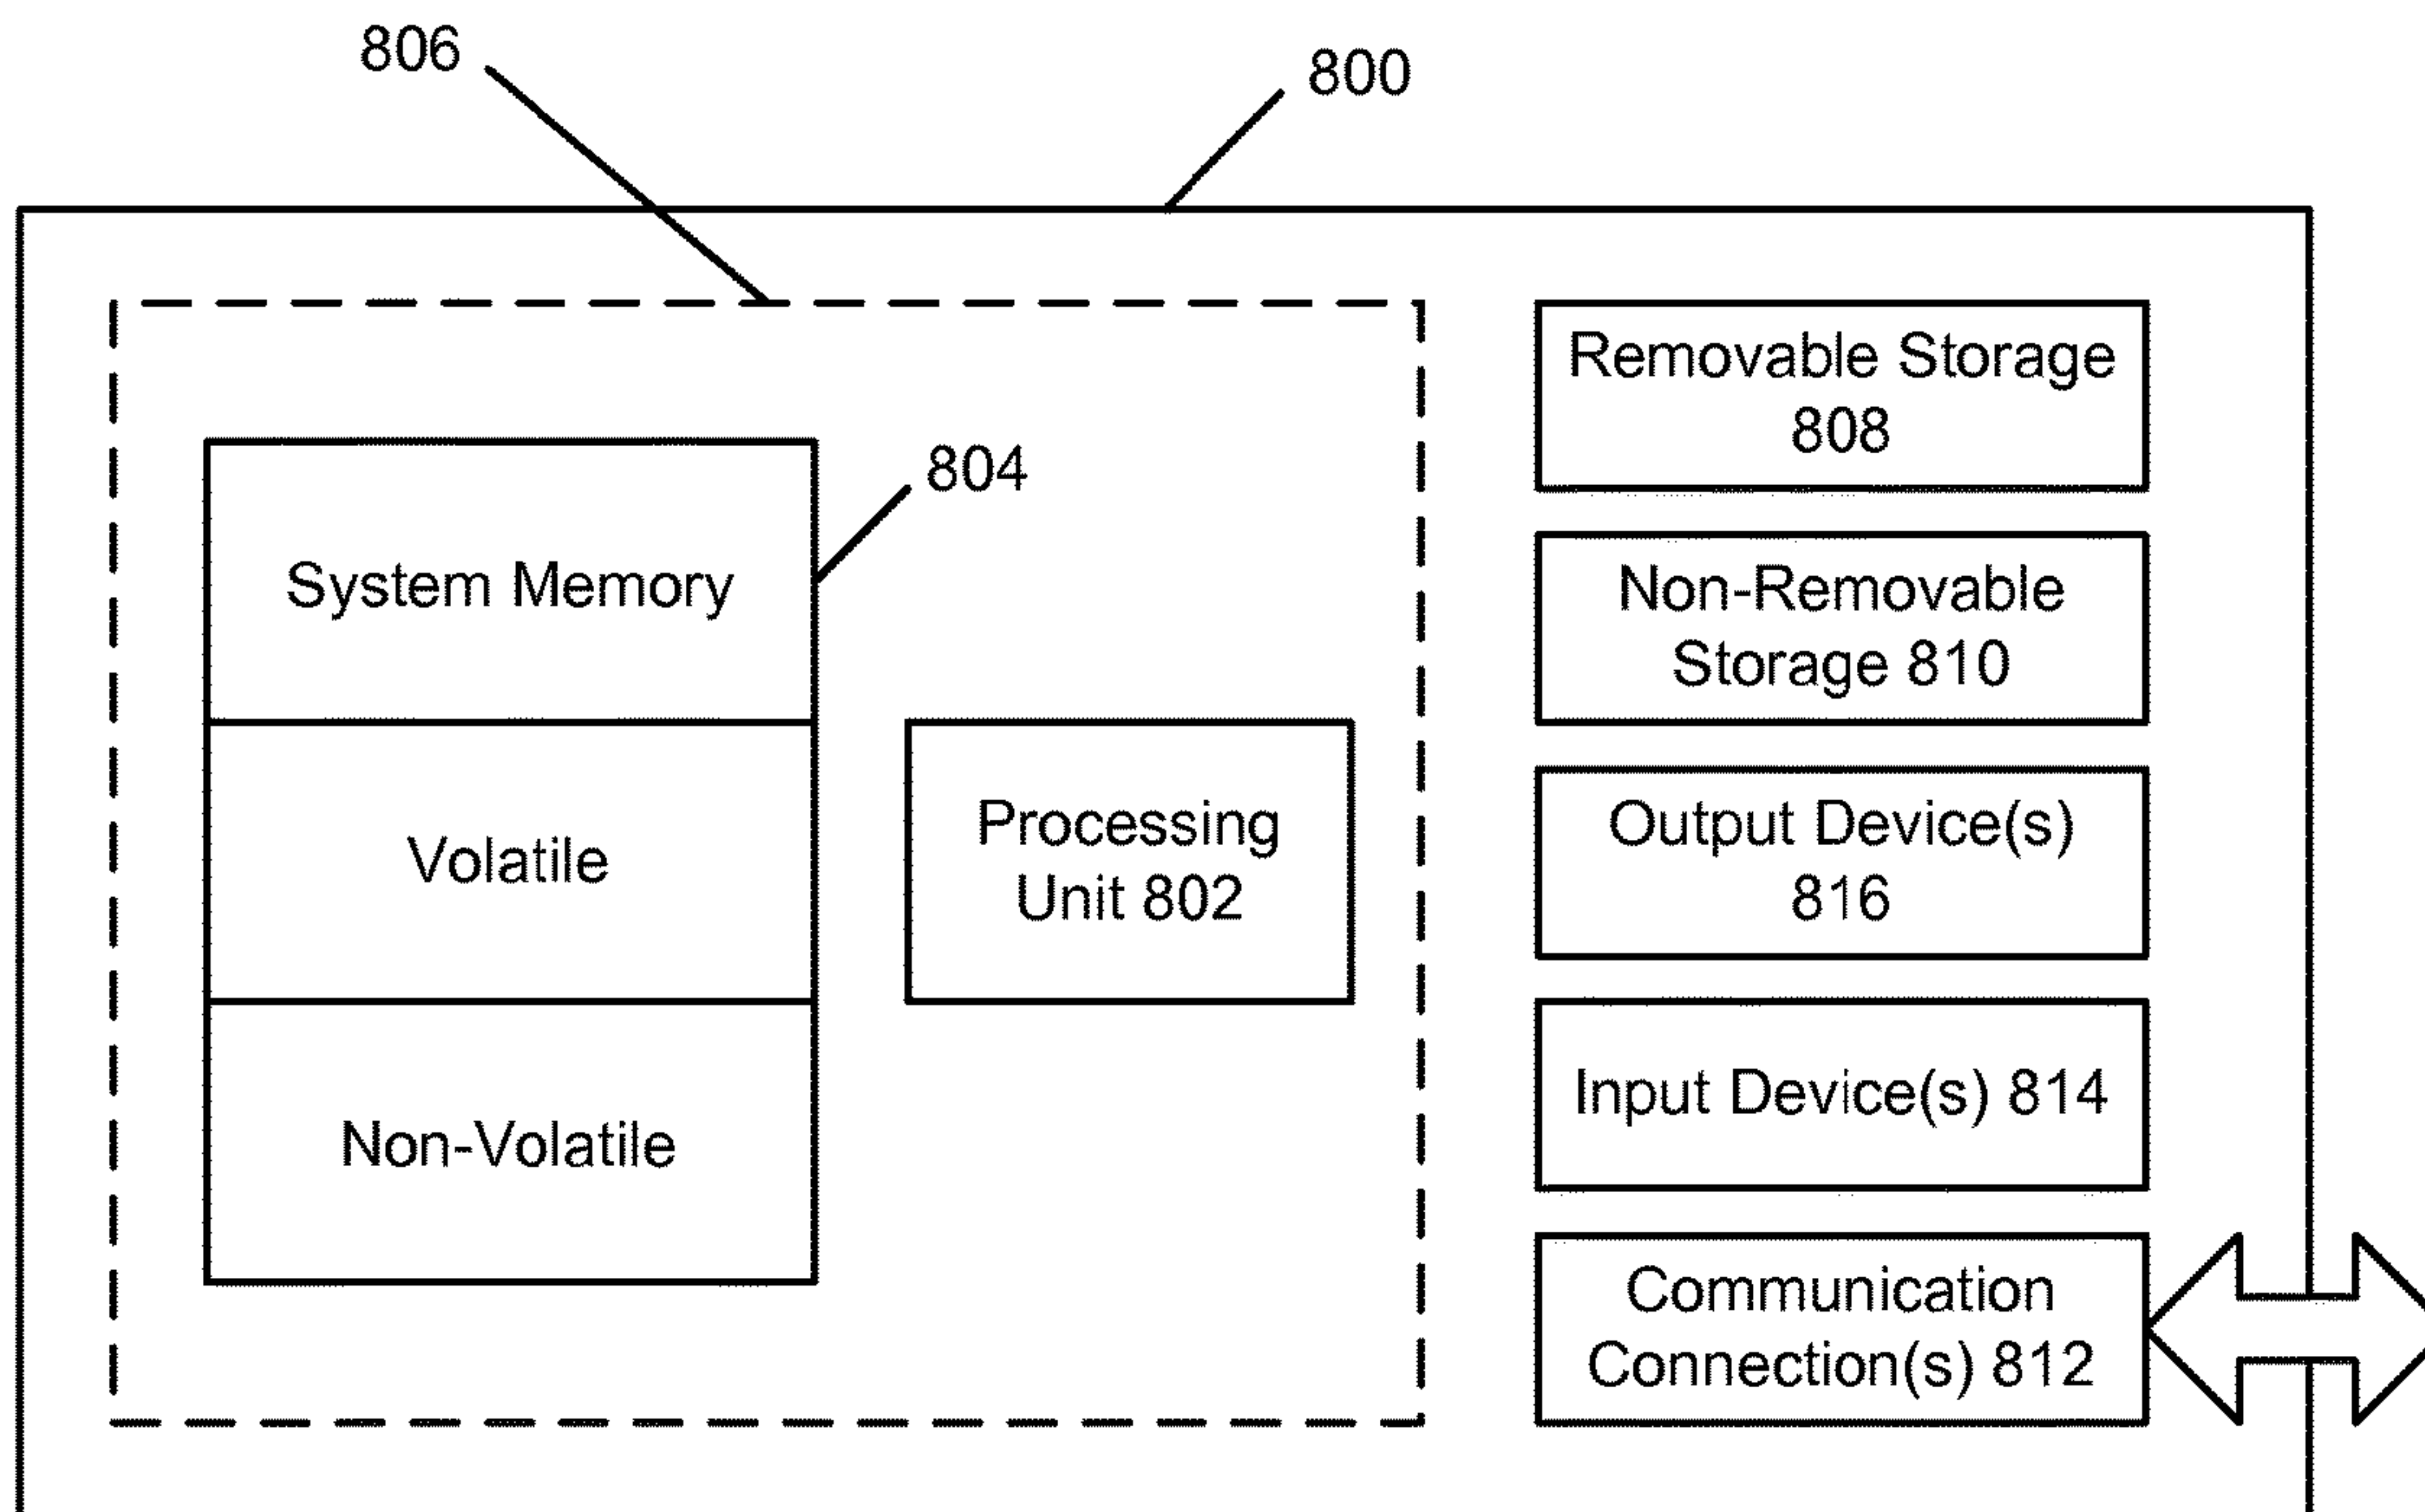 806
800
Removable Storage
808
804
System Memory
Non-Removable
Storage 810
Volatile
Processing
Unit 802
Output Device(s)
816
Non-Volatile
Input Device(s) 814
Communication
Connection(s) 812